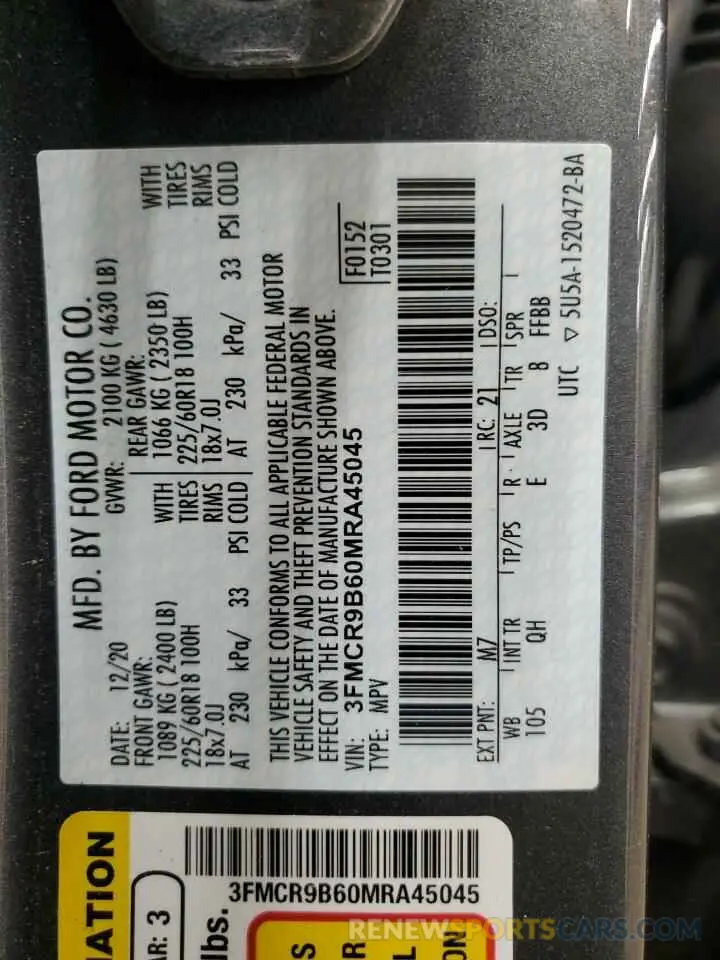 MFD. BY FORD MOTOR CO.
DATE: 12/20
GVWR: 2100 KG ( 4630 LB)
FRONT GAWR:
1089 KG ( 2400 LB)
WITH
225/60R18 100H
TIRES
18x7.0J
RIMS
AT 230 kPa/ 33 PSI COLD
REAR GAWR:
1066 KG ( 2350 LB)
WITH
225/60R18 100H
TIRES
18x7.0J
RIMS
AT 230 kPa/ 33 PSI COLD
THIS VEHICLE CONFORMS TO ALL APPLICABLE FEDERAL MOTOR
VEHICLE SAFETY AND THEFT PREVENTION STANDARDS IN
EFFECT ON THE DATE OF MANUFACTURE SHOWN ABOVE.
VIN: 3FMCR9B60MRA45045
TYPE: MPV
F0152
T0301
EXT PNT: M7 RC: 21 DSO:
WB INT TR TP/PS R AXLE TR SPR
105 QH E 3D 8 FFBB
UTC ▽ 5U5A-1520472-BA
MATION
AR: 3
3FMCR9B60MRA45045
lbs.
S
R
L
ON
RENEWSPORTSCARS.COM